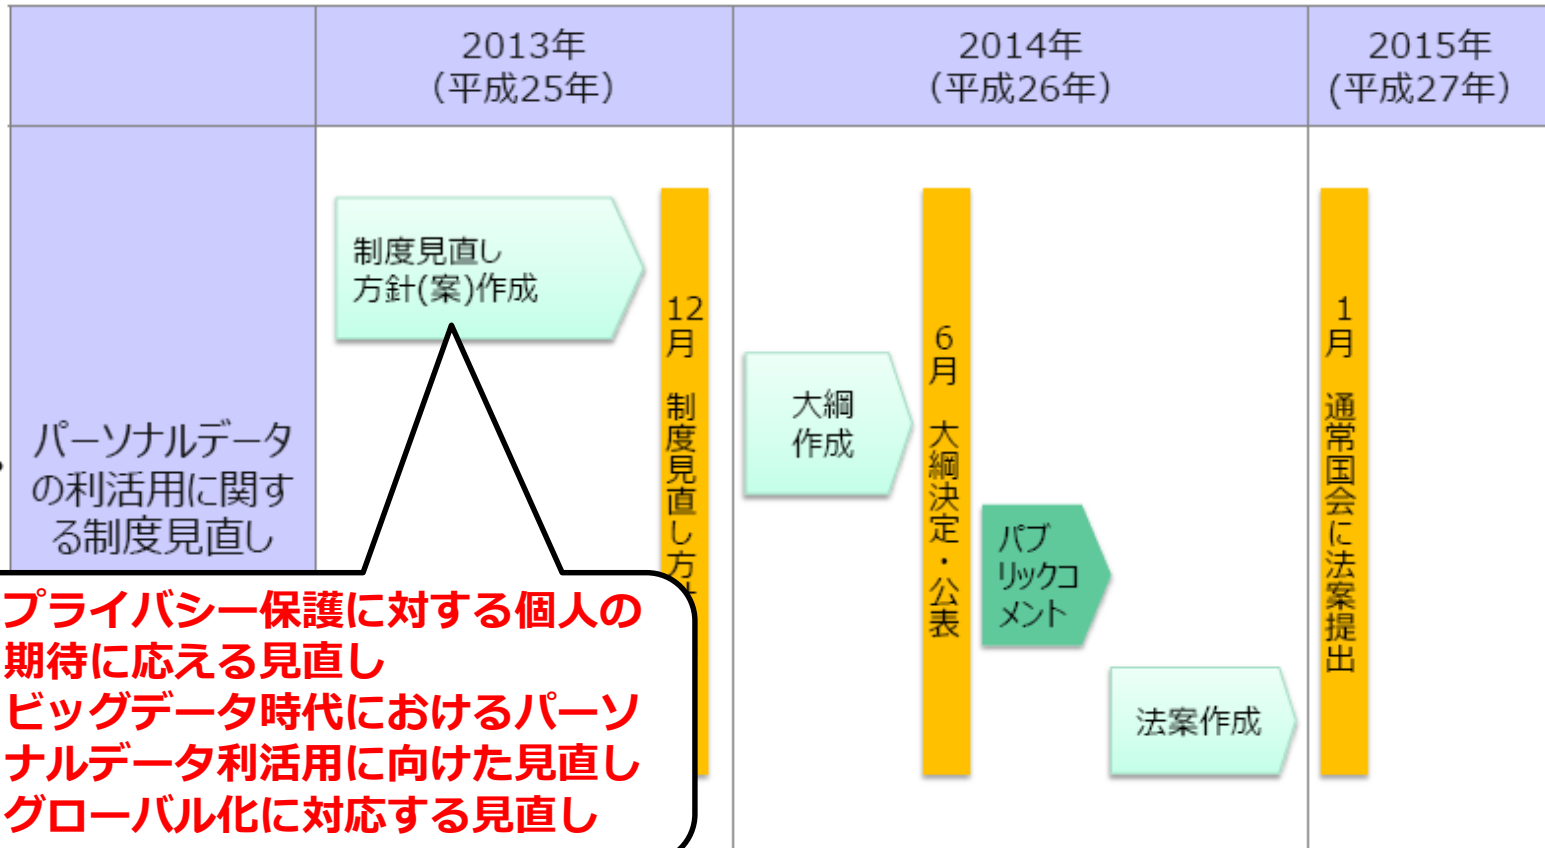 2013年
（平成25年）
2014年
（平成26年）
2015年
(平成27年）
パーソナルデータ
の利活用に関す
る制度見直し
制度見直し
方針(案)作成
12月　制度見直し方
大綱
作成
6月　大綱決定・公表
パブ
リックコ
メント
法案作成
1月　通常国会に法案提出
プライバシー保護に対する個人の
期待に応える見直し
ビッグデータ時代におけるパーソ
ナルデータ利活用に向けた見直し
グローバル化に対応する見直し